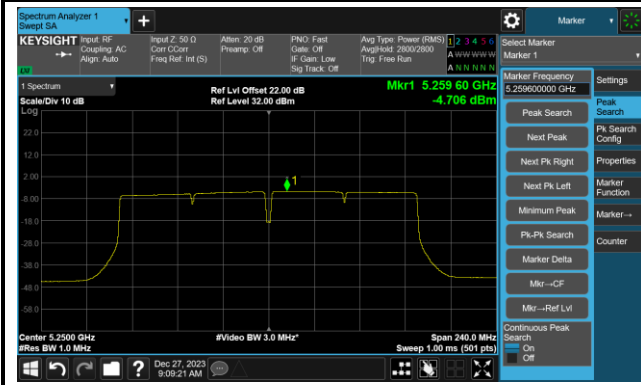 Spectrum Analyzer 1
Swept SA
Marker
KEYSIGHT
Input: RF
Coupling: AC
Align: Auto
Input Z: 50 Ω
Corr CCorr
Freq Ref: Int (S)
Atten: 20 dB
Preamp: Off
PNO: Fast
Gate: Off
IF Gain: Low
Sig Track: Off
Avg Type: Power (RMS)
Avg|Hold: 2800/2800
Trig: Free Run
1 2 3 4 5 6
A W W W W W
A N N N N N
Select Marker
Marker 1
1 Spectrum
Scale/Div 10 dB
Log
Ref Lvl Offset 22.00 dB
Ref Level 32.00 dBm
Mkr1 5.259 60 GHz
-4.706 dBm
22.0
12.0
2.00
-8.00
-18.0
-28.0
-38.0
-48.0
-58.0
1
Center 5.2500 GHz
#Res BW 1.0 MHz
#Video BW 3.0 MHz*
Span 240.0 MHz
Sweep 1.00 ms (501 pts)
Marker Frequency
5.259600000 GHz
Peak Search
Next Peak
Next Pk Right
Next Pk Left
Minimum Peak
Pk-Pk Search
Marker Delta
Mkr→CF
Mkr→Ref Lvl
Continuous Peak
Search
On
Off
Settings
Peak
Search
Pk Search
Config
Properties
Marker
Function
Marker→
Counter
Dec 27, 2023
9:09:21 AM